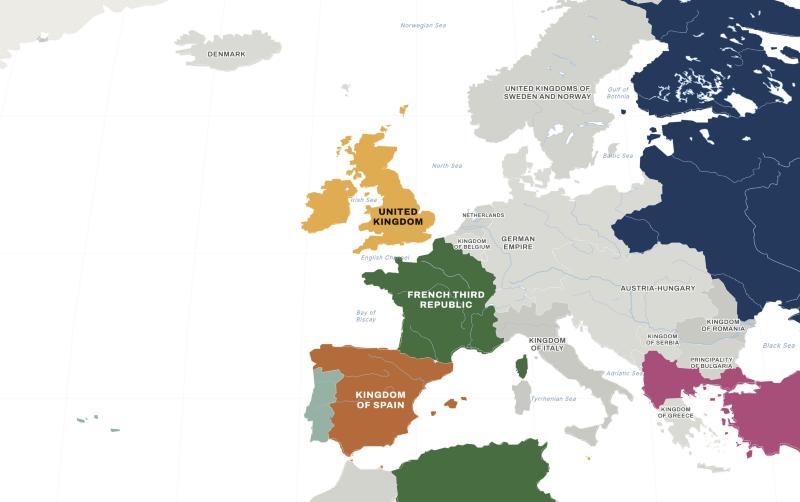 Norwegian Sea
DENMARK
UNITED KINGDOMS OF
SWEDEN AND NORWAY
Gulf of
Bothnia
Baltic Sea
North Sea
Irish Sea
UNITED
KINGDOM
NETHERLANDS
KINGDOM
OF BELGIUM
GERMAN
EMPIRE
English Channel
AUSTRIA-HUNGARY
FRENCH THIRD
REPUBLIC
Bay of
Biscay
KINGDOM
OF ROMANIA
KINGDOM
OF SERBIA
KINGDOM
OF ITALY
Black Sea
PRINCIPALITY
OF BULGARIA
Adriatic Sea
KINGDOM
OF SPAIN
Tyrrhenian Sea
KINGDOM
OF GREECE